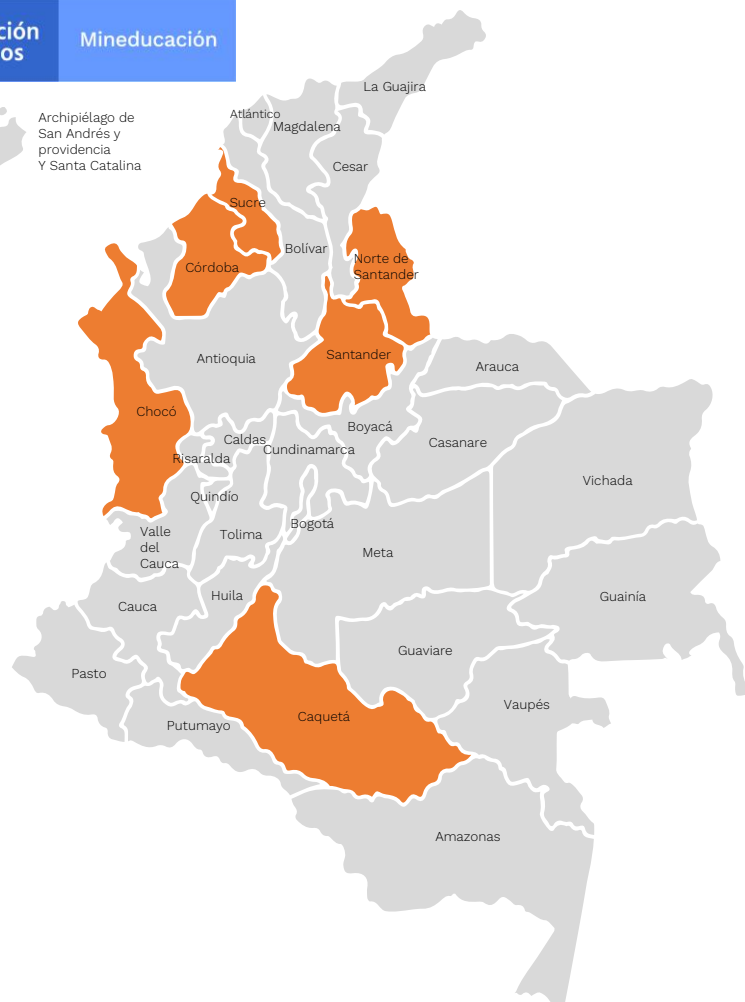 ción
os
Mineducación
La Guajira
Archipiélago de
San Andrés y
providencia
Y Santa Catalina
Atlántico
Magdalena
Cesar
Sucre
Bolívar
Córdoba
Norte de
Santander
Antioquia
Santander
Arauca
Chocó
Boyacá
Caldas
Cundinamarca
Casanare
Risaralda
Vichada
Quindío
Bogotá
Valle
del
Cauca
Tolima
Meta
Huila
Cauca
Guainía
Guaviare
Pasto
Vaupés
Caquetá
Putumayo
Amazonas